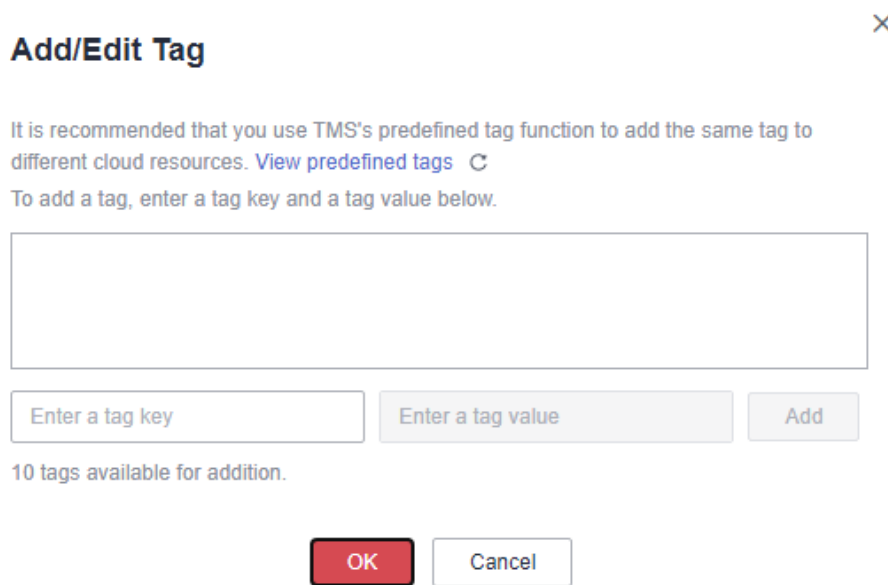 Add/Edit Tag
It is recommended that you use TMS's predefined tag function to add the same tag to
different cloud resources. View predefined tags
To add a tag, enter a tag key and a tag value below.
Enter a tag key Enter a tag value Add
10 tags available for addition.
OK Cancel